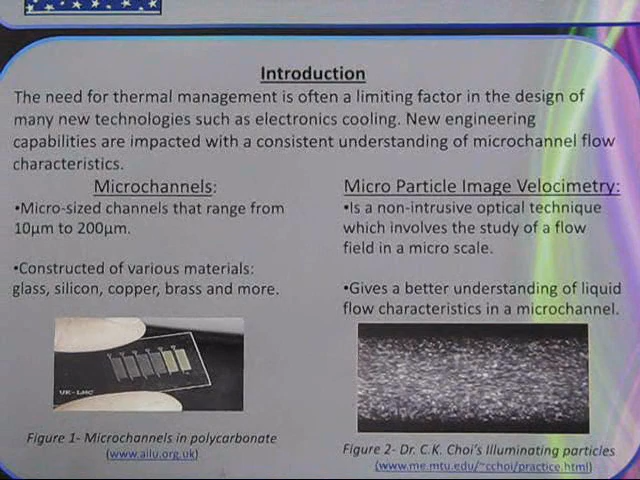 Introduction
The need for thermal management is often a limiting factor in the design of
many new technologies such as electronics cooling. New engineering
capabilities are impacted with a consistent understanding of microchannel flow
characteristics.
Microchannels:
•Micro-sized channels that range from
10μm to 200μm.
•Constructed of various materials:
glass, silicon, copper, brass and more.
UK-LMC
Figure 1- Microchannels in polycarbonate
(www.ailu.org.uk)
Micro Particle Image Velocimetry:
•Is a non-intrusive optical technique
which involves the study of a flow
field in a micro scale.
•Gives a better understanding of liquid
flow characteristics in a microchannel.
Figure 2- Dr. C.K. Choi's Illuminating particles
(www.me.mtu.edu/~cchoi/practice.html)